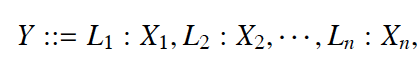 Y ::= L₁ : X₁, L₂ : X₂, ⋯, Lₙ : Xₙ,